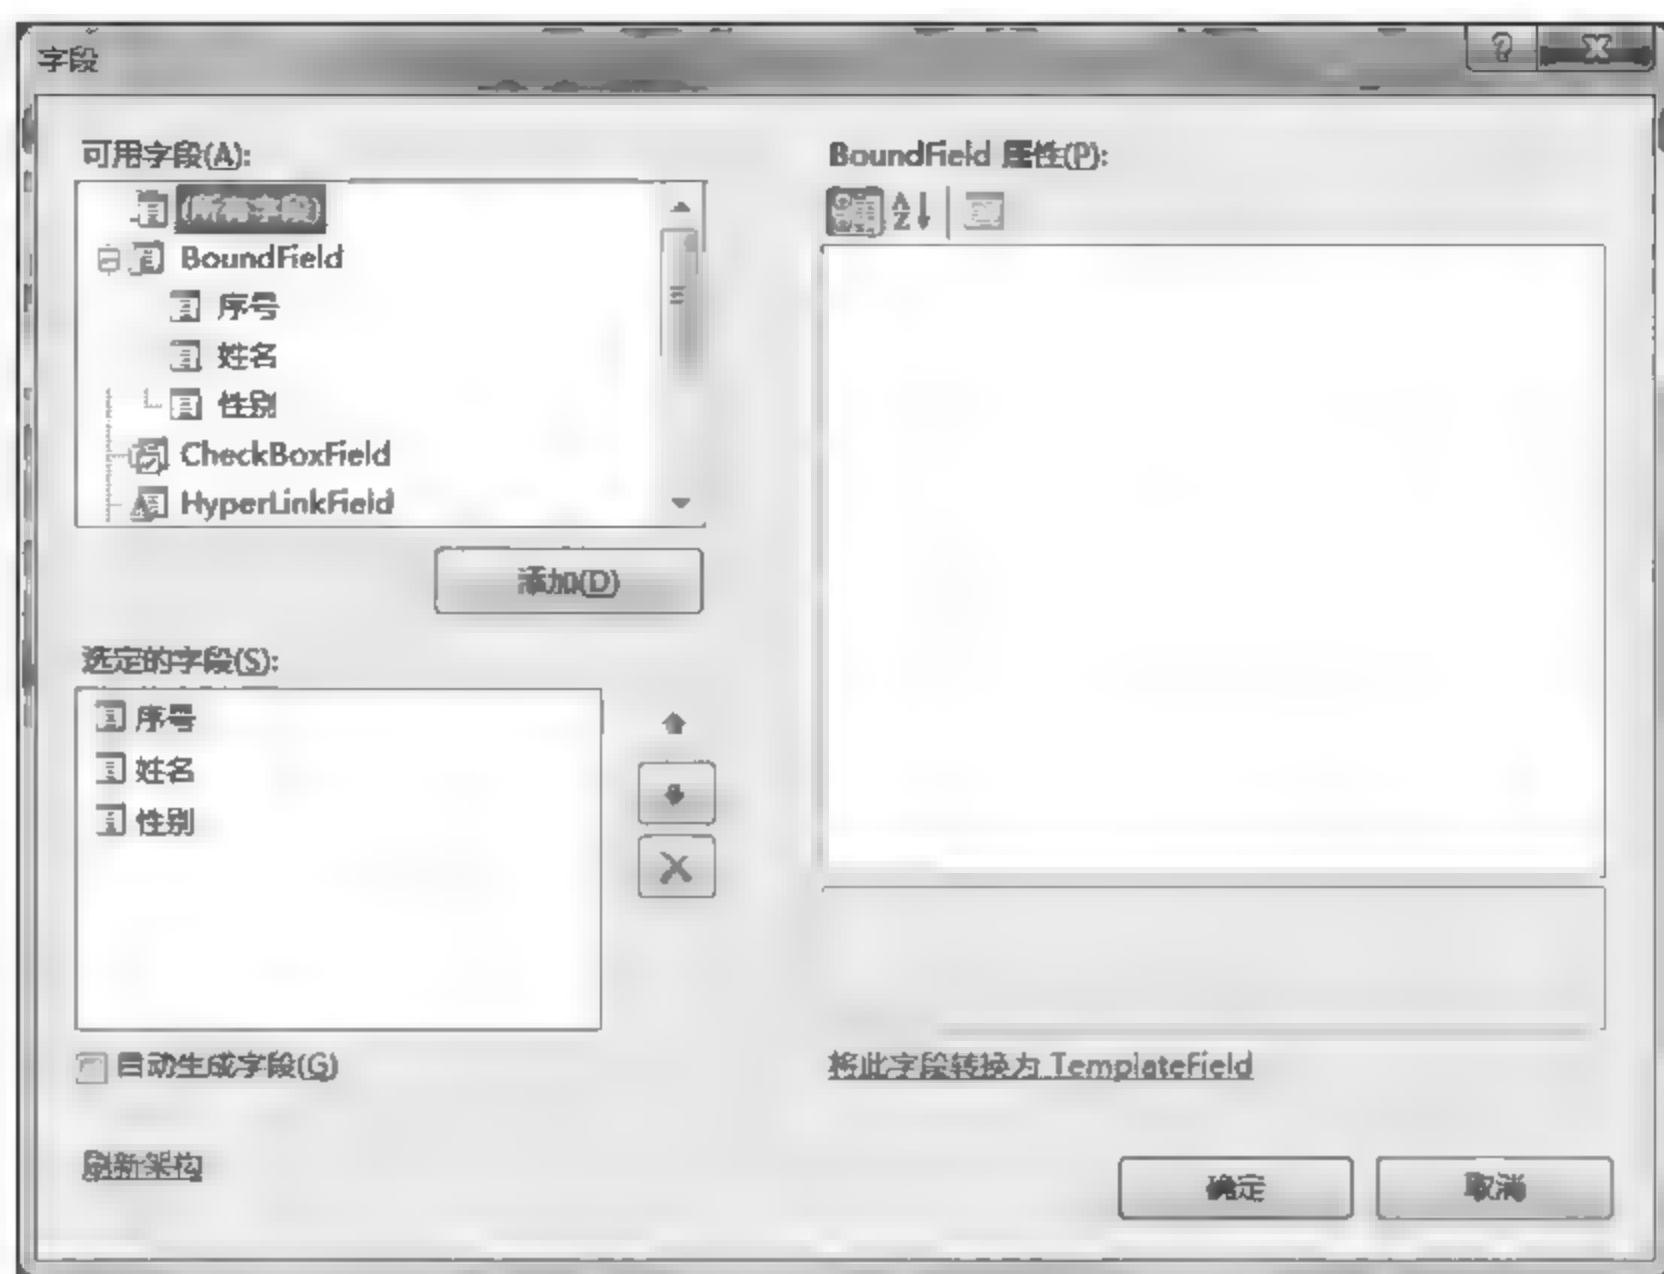 字段
可用字段(A):
(所有字段)
BoundField
序号
姓名
性别
CheckBoxField
HyperLinkField
添加(D)
选定的字段(S):
序号
姓名
性别
自动生成字段(G)
刷新架构
BoundField 属性(P):
将此字段转换为 TemplateField
确定
取消